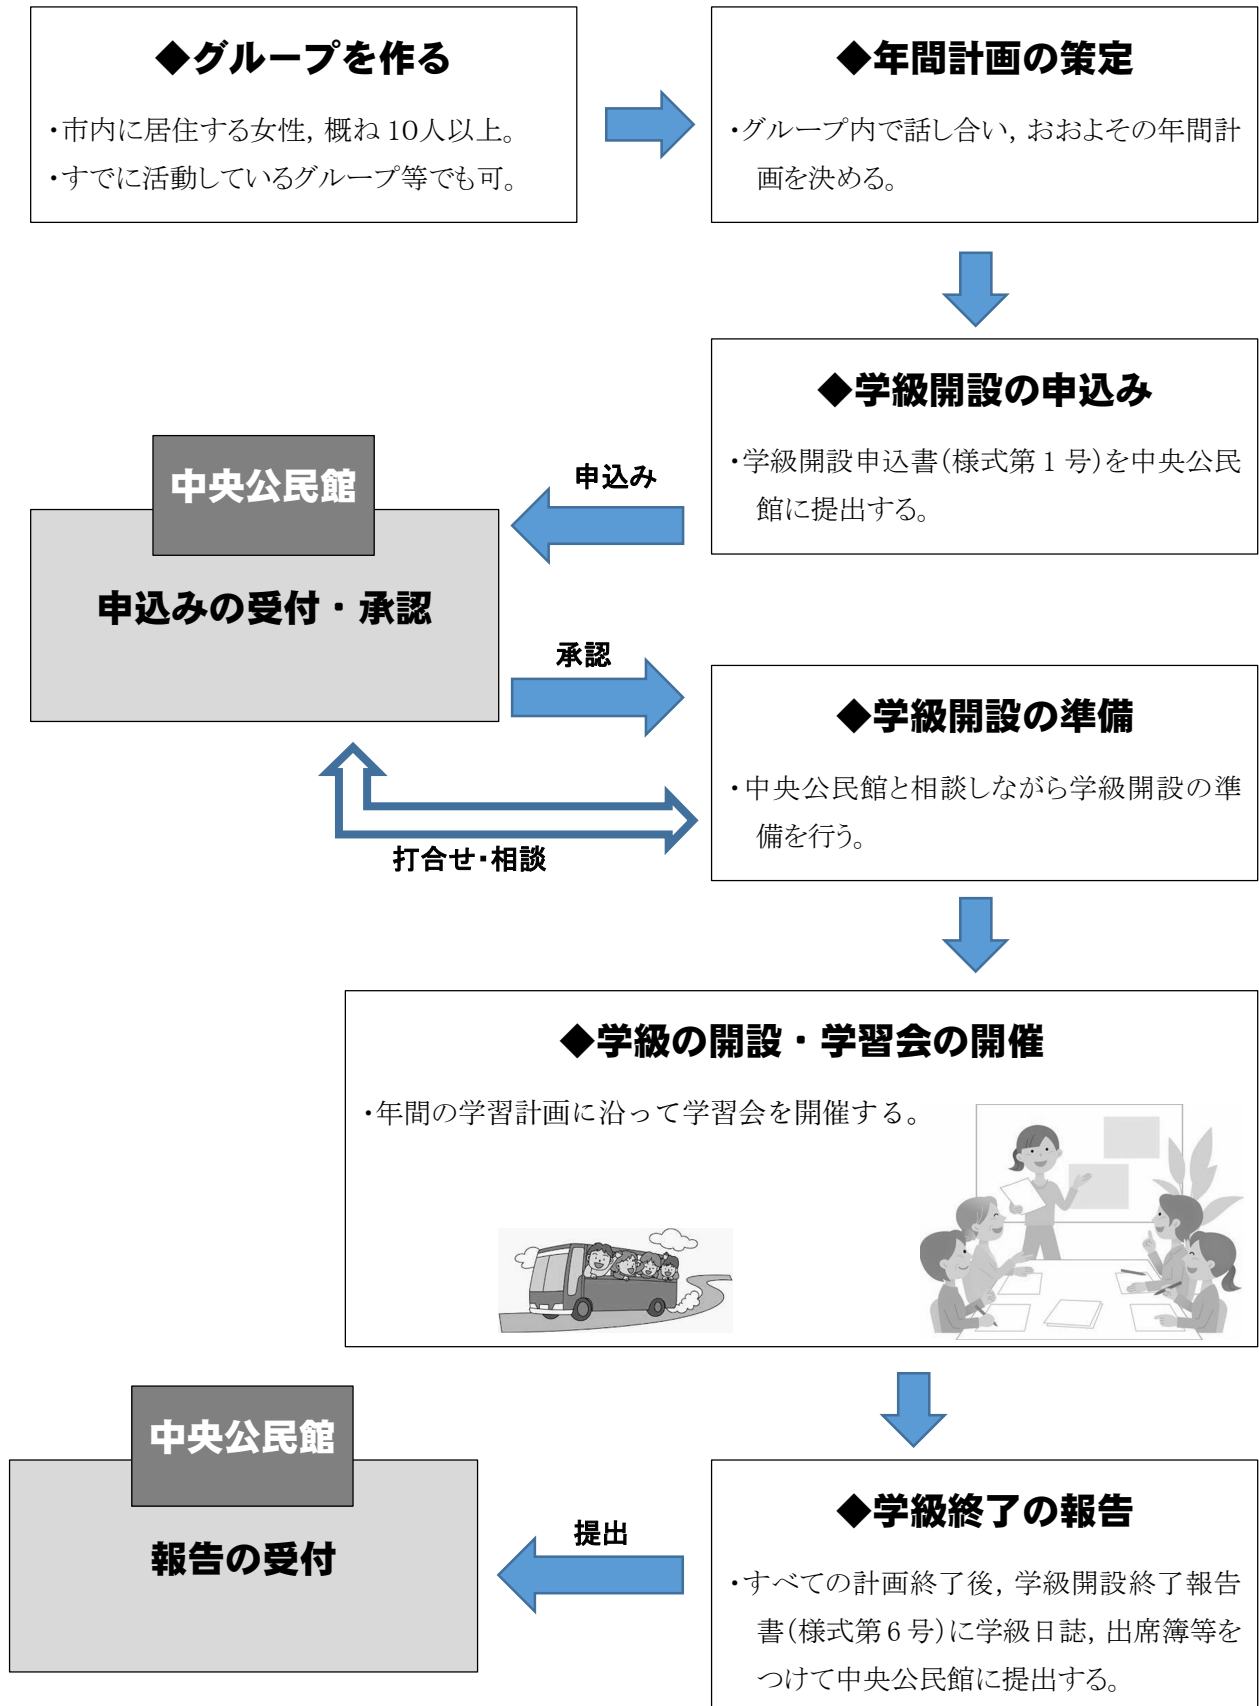 ◆グループを作る
・市内に居住する女性，概ね10人以上。
・すでに活動しているグループ等でも可。
◆年間計画の策定
・グループ内で話し合い，おおよその年間計
画を決める。
◆学級開設の申込み
・学級開設申込書(様式第1号)を中央公民
館に提出する。
申込み
中央公民館
申込みの受付・承認
承認
◆学級開設の準備
・中央公民館と相談しながら学級開設の準
備を行う。
打合せ・相談
◆学級の開設・学習会の開催
・年間の学習計画に沿って学習会を開催する。
◆学級終了の報告
・すべての計画終了後，学級開設終了報告
書(様式第6号)に学級日誌，出席簿等を
つけて中央公民館に提出する。
提出
中央公民館
報告の受付